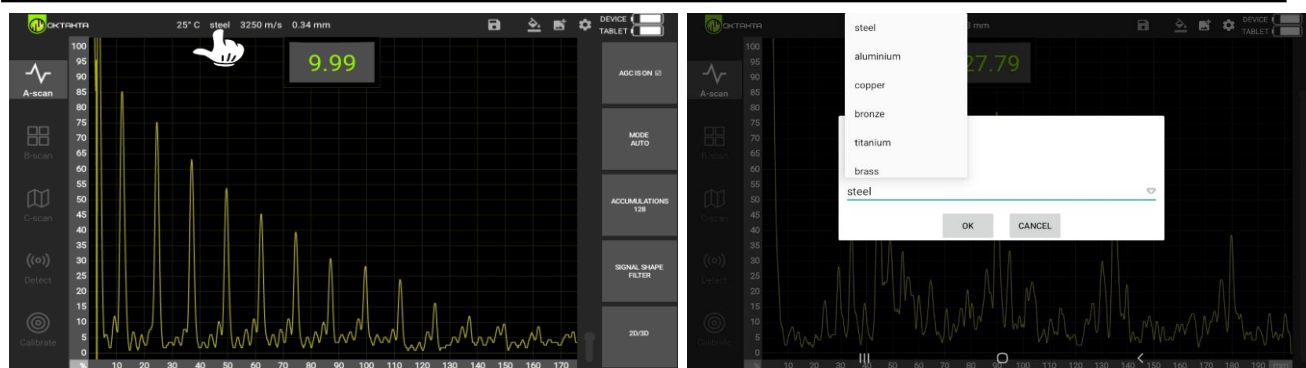 OKTAHTA
25° C steel 3250 m/s 0.34 mm
DEVICE
TABLET
9.99
A-scan
B-scan
C-scan
Detect
Calibrate
100
95
90
85
80
75
70
65
60
55
50
45
40
35
30
25
20
15
10
5
0
% 10 20 30 40 50 60 70 80 90 100 110 120 130 140 150 160 170
AGC IS ON
MODE
AUTO
ACCUMULATIONS
128
SIGNAL SHAPE
FILTER
2D/3D
OKTAHTA
mm
DEVICE
TABLET
27.79
A-scan
B-scan
C-scan
Detect
Calibrate
100
95
90
85
80
75
70
65
60
55
50
45
40
35
30
25
20
15
10
5
0
steel
aluminium
copper
bronze
titanium
brass
steel
OK CANCEL
% 10 20 30 40 50 60 70 80 90 100 110 120 130 140 150 160 170 180 190 mm